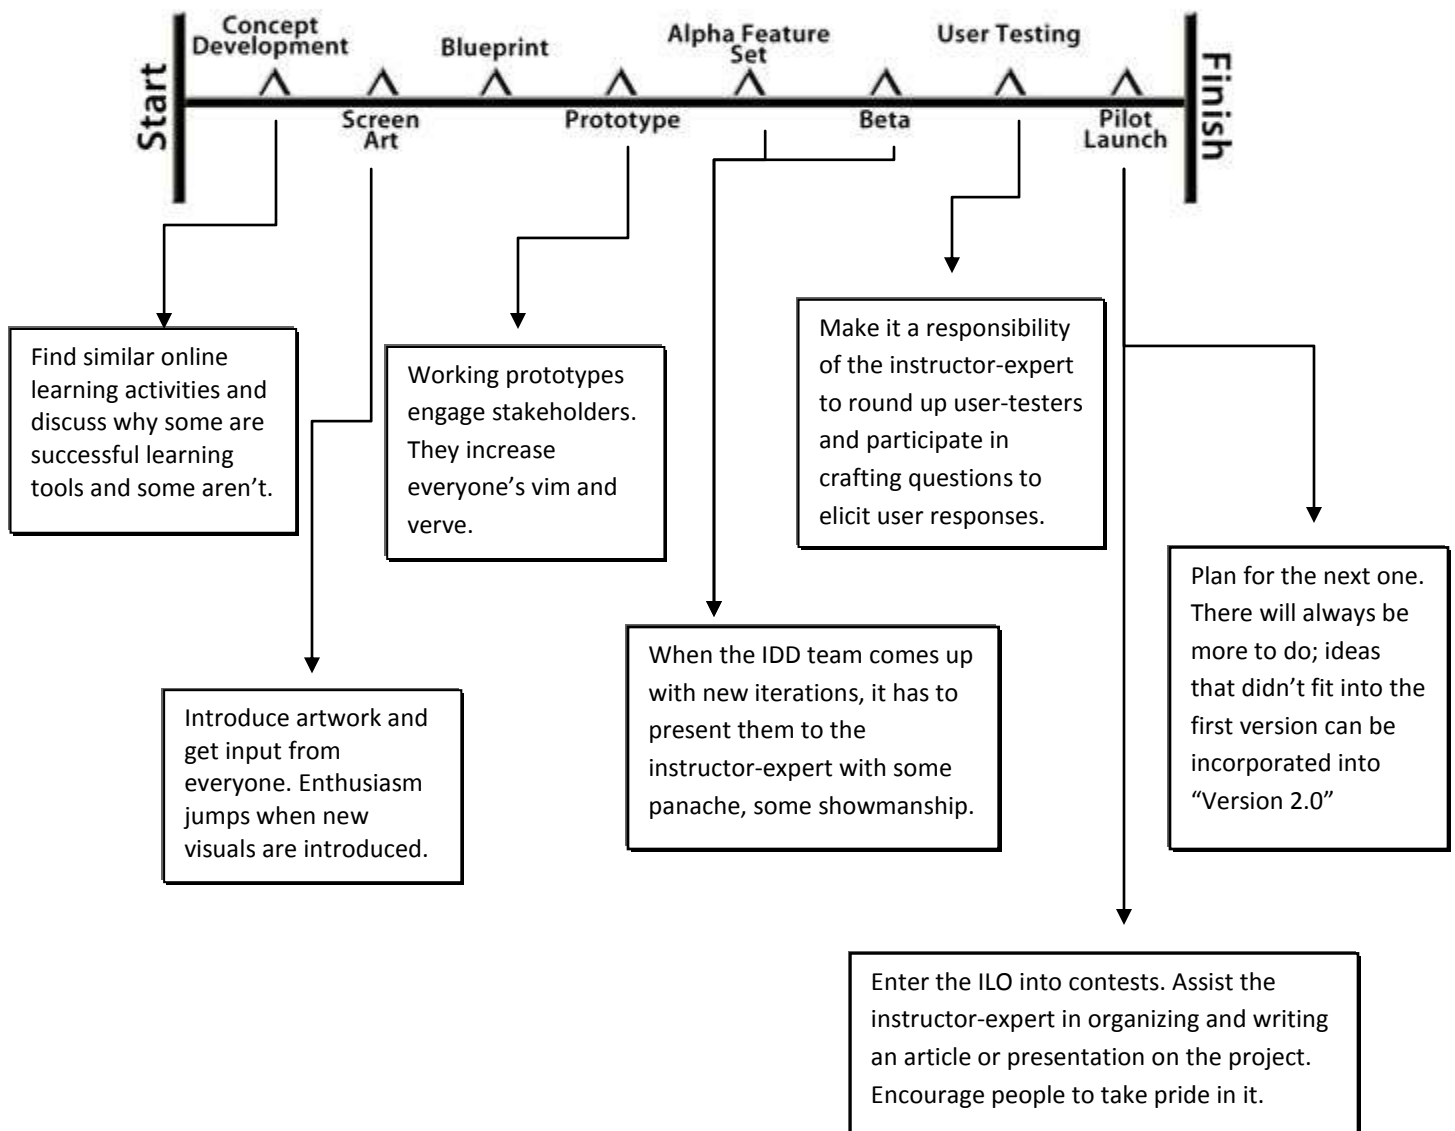 Start
Concept
Development
Screen
Art
Blueprint
Prototype
Alpha Feature
Set
Beta
User Testing
Pilot
Launch
Finish
Find similar online
learning activities and
discuss why some are
successful learning
tools and some aren’t.
Introduce artwork and
get input from
everyone. Enthusiasm
jumps when new
visuals are introduced.
Working prototypes
engage stakeholders.
They increase
everyone’s vim and
verve.
When the IDD team comes up
with new iterations, it has to
present them to the
instructor-expert with some
panache, some showmanship.
Make it a responsibility
of the instructor-expert
to round up user-testers
and participate in
crafting questions to
elicit user responses.
Plan for the next one.
There will always be
more to do; ideas
that didn’t fit into the
first version can be
incorporated into
“Version 2.0”
Enter the ILO into contests. Assist the
instructor-expert in organizing and writing
an article or presentation on the project.
Encourage people to take pride in it.